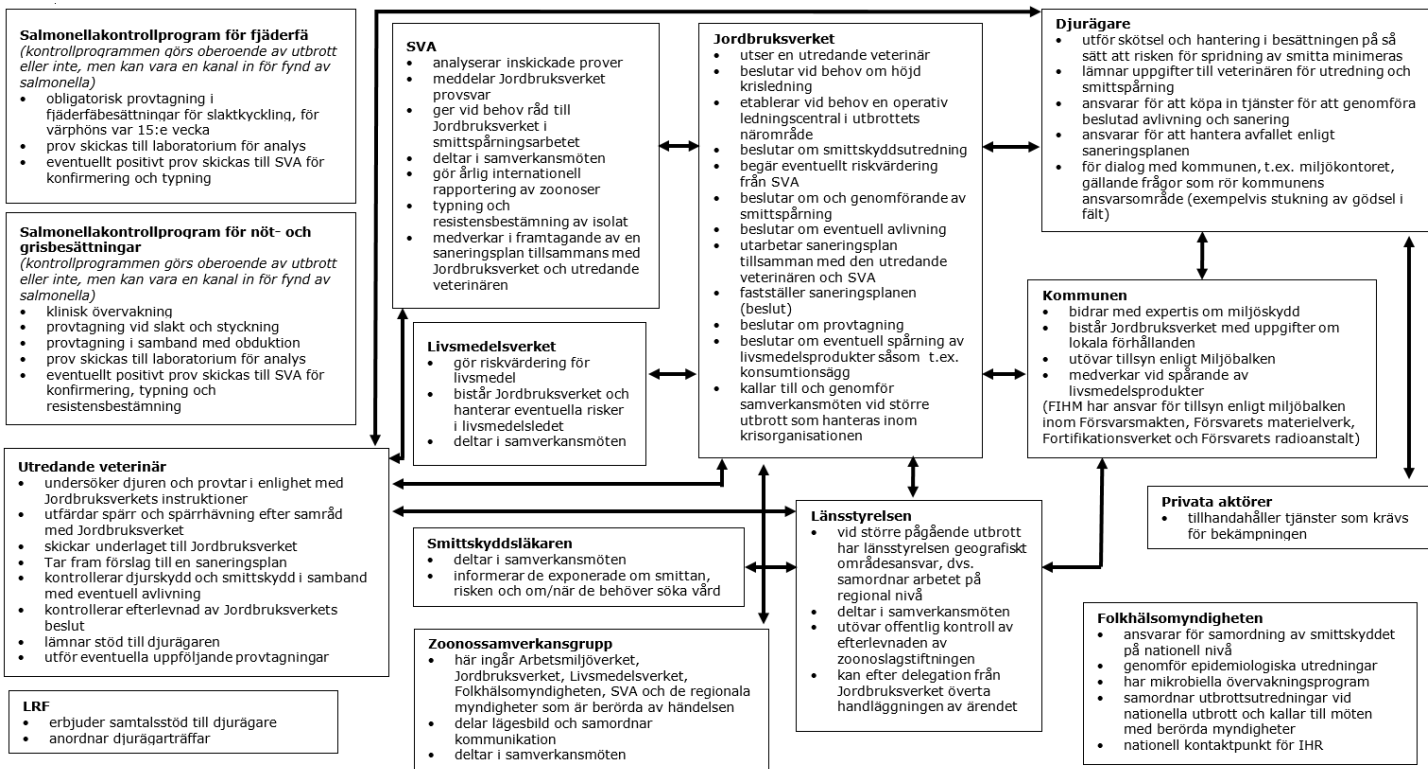 Salmonellakontrollprogram för fjäderfä
(kontrollprogrammen görs oberoende av utbrott
eller inte, men kan vara en kanal in för fynd av
salmonella)
• obligatorisk provtagning i
fjäderfäbesättningar för slaktkyckling, för
värphöns var 15:e vecka
• prov skickas till laboratorium för analys
• eventuellt positivt prov skickas till SVA för
konfirmering och typning
Salmonellakontrollprogram för nöt- och
grisbesättningar
(kontrollprogrammen görs oberoende av utbrott
eller inte, men kan vara en kanal in för fynd av
salmonella)
• klinisk övervakning
• provtagning vid slakt och styckning
• provtagning i samband med obduktion
• prov skickas till laboratorium för analys
• eventuellt positivt prov skickas till SVA för
konfirmering, typning och
resistensbestämning
Utredande veterinär
• undersöker djuren och provtar i enlighet med
Jordbruksverkets instruktioner
• utfärdar spärr och spärrhävning efter samråd
med Jordbruksverket
• skickar underlaget till Jordbruksverket
• Tar fram förslag till en saneringsplan
• kontrollerar djurskydd och smittskydd i samband
med eventuell avlivning
• kontrollerar efterlevnad av Jordbruksverkets
beslut
• lämnar stöd till djurägaren
• utför eventuella uppföljande provtagningar
LRF
• erbjuder samtalsstöd till djurägare
• anordnar djurägarträffar
SVA
• analyserar inskickade prover
• meddelar Jordbruksverket
provsvar
• ger vid behov råd till
Jordbruksverket i
smittspårningsarbetet
• deltar i samverkansmöten
• gör årlig internationell
rapportering av zoonoser
• typning och
resistensbestämning av isolat
• medverkar i framtagande av en
saneringsplan tillsammans med
Jordbruksverket och utredande
veterinären
Livsmedelsverket
• gör riskvärdering för
livsmedel
• bistår Jordbruksverket och
hanterar eventuella risker
i livsmedelsledet
• deltar i samverkansmöten
Smittskyddsläkaren
• deltar i samverkansmöten
• informerar de exponerade om smittan,
risken och om/när de behöver söka vård
Zoonossamverkansgrupp
• här ingår Arbetsmiljöverket,
Jordbruksverket, Livsmedelsverket,
Folkhälsomyndigheten, SVA och de regionala
myndigheter som är berörda av händelsen
• delar lägesbild och samordnar
kommunikation
• deltar i samverkansmöten
Jordbruksverket
• utser en utredande veterinär
• beslutar vid behov om höjd
krisledning
• etablerar vid behov en operativ
ledningscentral i utbrottets
närområde
• beslutar om smittskyddsutredning
• begär eventuellt riskvärdering
från SVA
• beslutar om och genomförande av
smittspårning
• beslutar om eventuell avlivning
• utarbetar saneringsplan
tillsamman med den utredande
veterinären och SVA
• fastställer saneringsplanen
(beslut)
• beslutar om provtagning
• beslutar om eventuell spårning av
livsmedelsprodukter såsom t.ex.
konsumtionsägg
• kallar till och genomför
samverkansmöten vid större
utbrott som hanteras inom
krisorganisationen
Länsstyrelsen
• vid större pågående utbrott
har länsstyrelsen geografiskt
områdesansvar, dvs.
samordnar arbetet på
regional nivå
• deltar i samverkansmöten
• utövar offentlig kontroll av
efterlevnaden av
zoonoslagstiftningen
• kan efter delegation från
Jordbruksverket överta
handläggningen av ärendet
Djurägare
• utför skötsel och hantering i besättningen på så
sätt att risken för spridning av smitta minimeras
• lämnar uppgifter till veterinären för utredning och
smittspårning
• ansvarar för att köpa in tjänster för att genomföra
beslutad avlivning och sanering
• ansvarar för att hantera avfallet enligt
saneringsplanen
• för dialog med kommunen, t.ex. miljökontoret,
gällande frågor som rör kommunens
ansvarsområde (exempelvis stukning av gödsel i
fält)
Kommunen
• bidrar med expertis om miljöskydd
• bistår Jordbruksverket med uppgifter om
lokala förhållanden
• utövar tillsyn enligt Miljöbalken
• medverkar vid spårande av
livsmedelsprodukter
(FIHM har ansvar för tillsyn enligt miljöbalken
inom Försvarsmakten, Försvarets materielverk,
Fortifikationsverket och Försvarets radioanstalt)
Privata aktörer
• tillhandahåller tjänster som krävs
för bekämpningen
Folkhälsomyndigheten
• ansvarar för samordning av smittskyddet
på nationell nivå
• genomför epidemiologiska utredningar
• har mikrobiella övervakningsprogram
• samordnar utbrottsutredningar vid
nationella utbrott och kallar till möten
med berörda myndigheter
• nationell kontaktpunkt för IHR